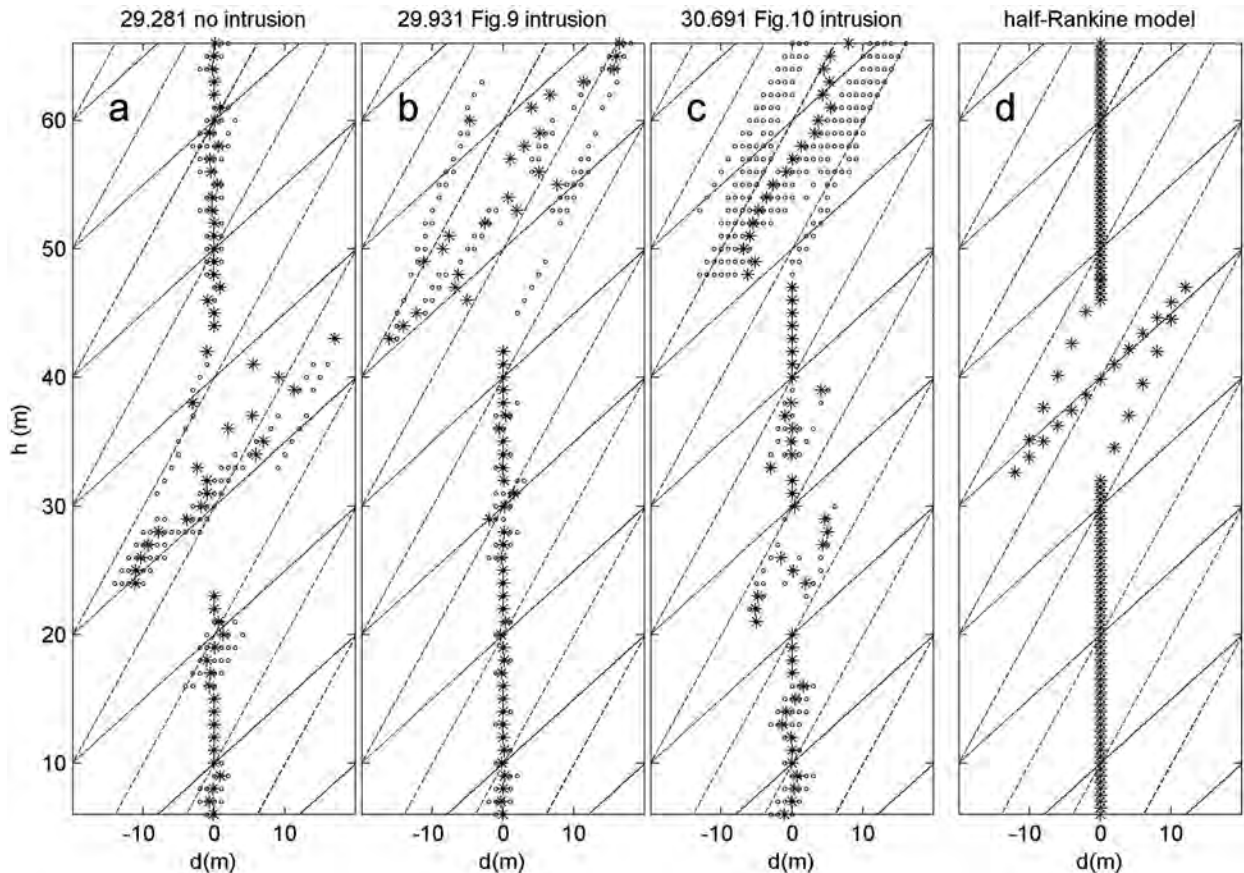 29.281 no intrusion
29.931 Fig.9 intrusion
30.691 Fig.10 intrusion
half-Rankine model
a
b
c
d
h (m)
60
50
40
30
20
10
-10 0 10
-10 0 10
-10 0 10
-10 0 10
d(m)
d(m)
d(m)
d(m)